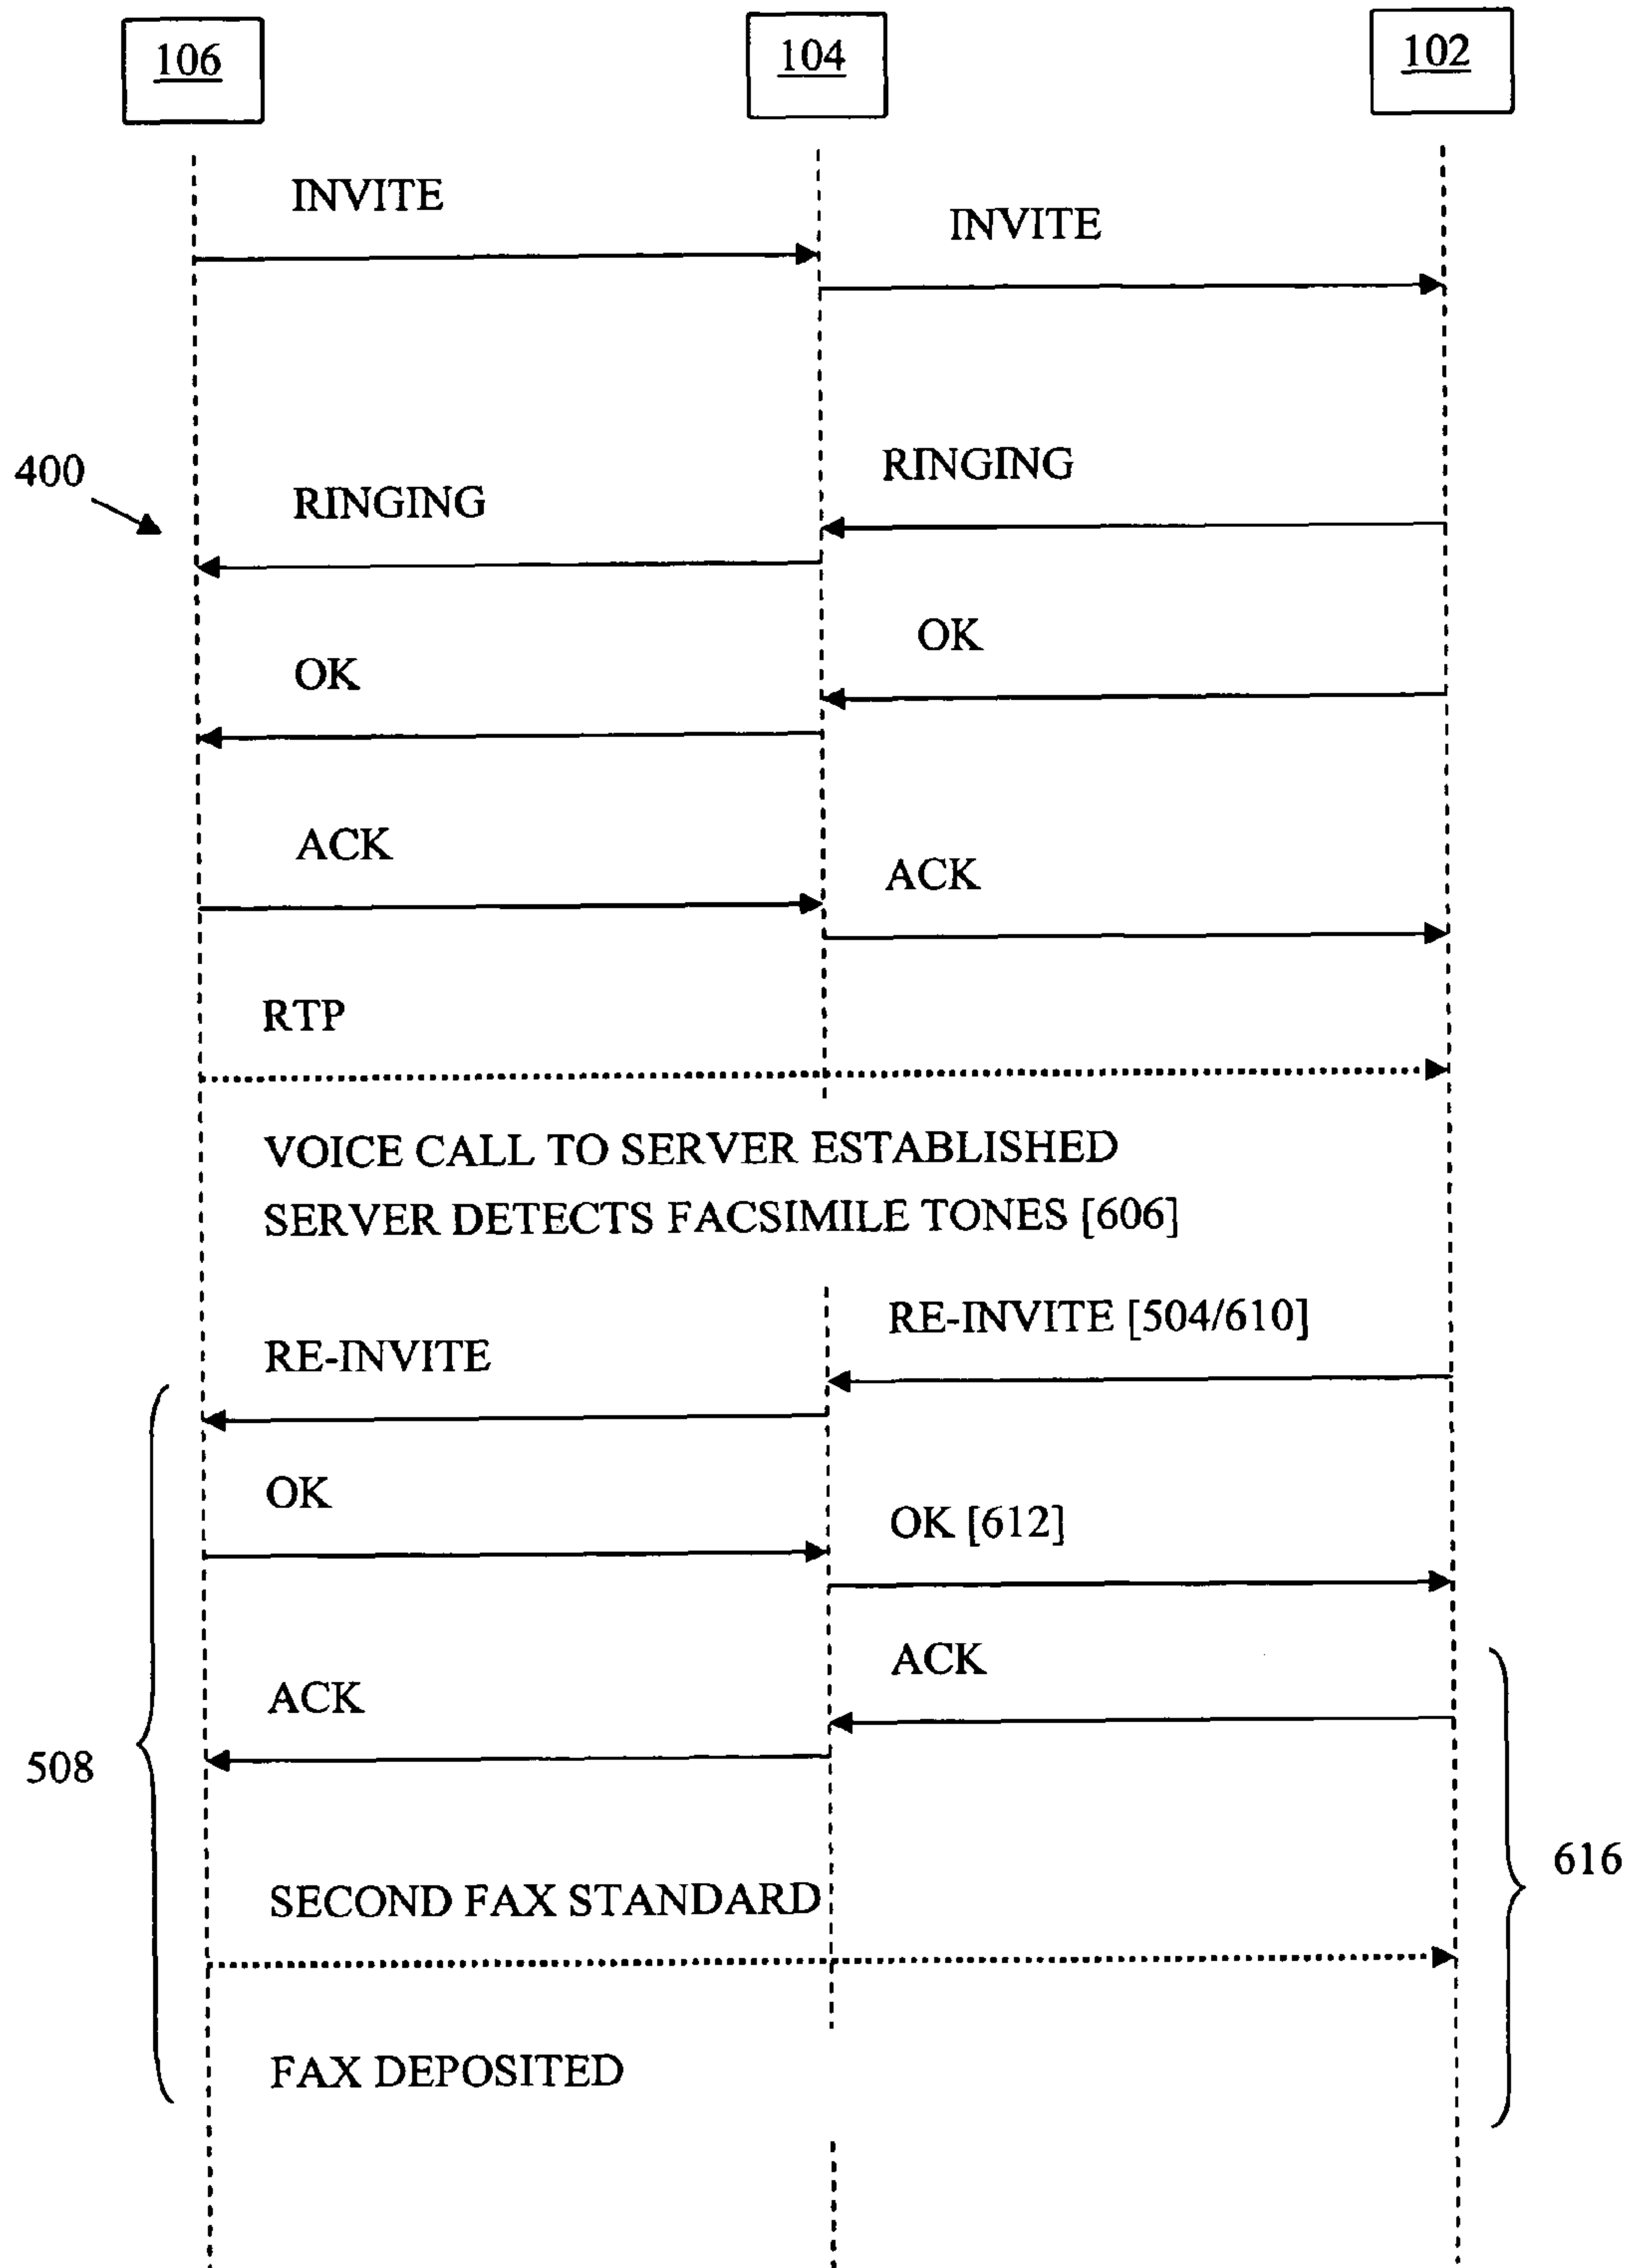 106
104
102
INVITE
INVITE
400
RINGING
RINGING
OK
OK
ACK
ACK
RTP
VOICE CALL TO SERVER ESTABLISHED
SERVER DETECTS FACSIMILE TONES [606]
RE-INVITE [504/610]
RE-INVITE
OK
OK [612]
ACK
ACK
508
616
SECOND FAX STANDARD
FAX DEPOSITED